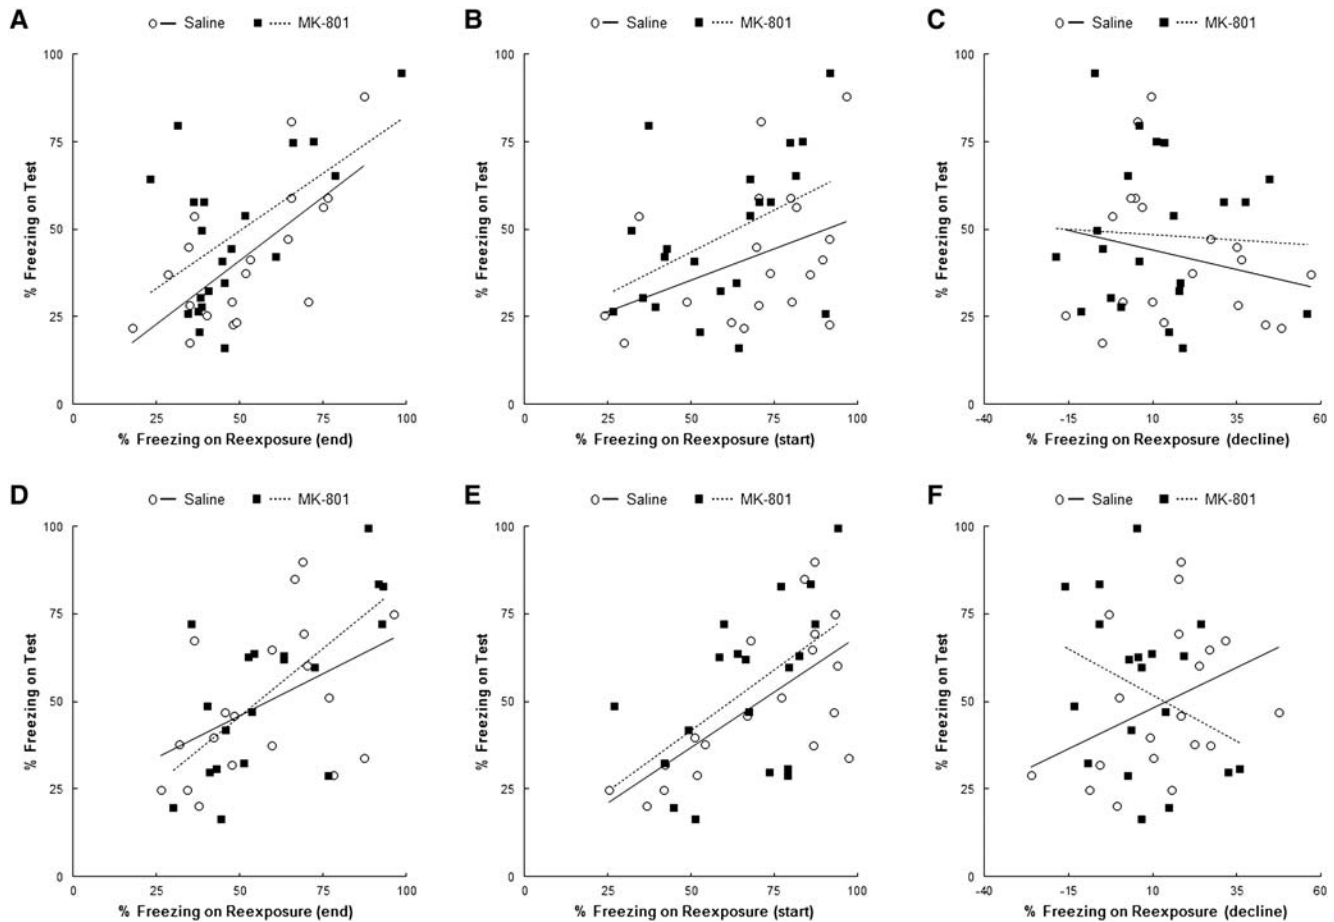 A
Saline
MK-801
100
75
50
25
0
% Freezing on Test
0 25 50 75 100
% Freezing on Reexposure (end)
B
Saline
MK-801
100
75
50
25
0
% Freezing on Test
0 25 50 75 100
% Freezing on Reexposure (start)
C
Saline
MK-801
100
75
50
25
0
% Freezing on Test
-40 -15 10 35 60
% Freezing on Reexposure (decline)
D
Saline
MK-801
100
75
50
25
0
% Freezing on Test
0 25 50 75 100
% Freezing on Reexposure (end)
E
Saline
MK-801
100
75
50
25
0
% Freezing on Test
0 25 50 75 100
% Freezing on Reexposure (start)
F
Saline
MK-801
100
75
50
25
0
% Freezing on Test
-40 -15 10 35 60
% Freezing on Reexposure (decline)